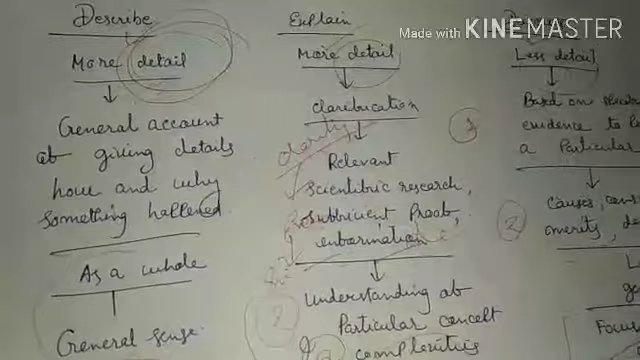 Describe
More detail
General account
of giving details
how and why
something happened
As a whole
General sense
Explain
More detail
clarification
clarity
Relevant
scientific research,
sufficient Proof,
information
Understanding of
Particular concept
complexities
Made with KINEMASTER
Less detail
Based on
evidence to
a Particular
causes,
merits,